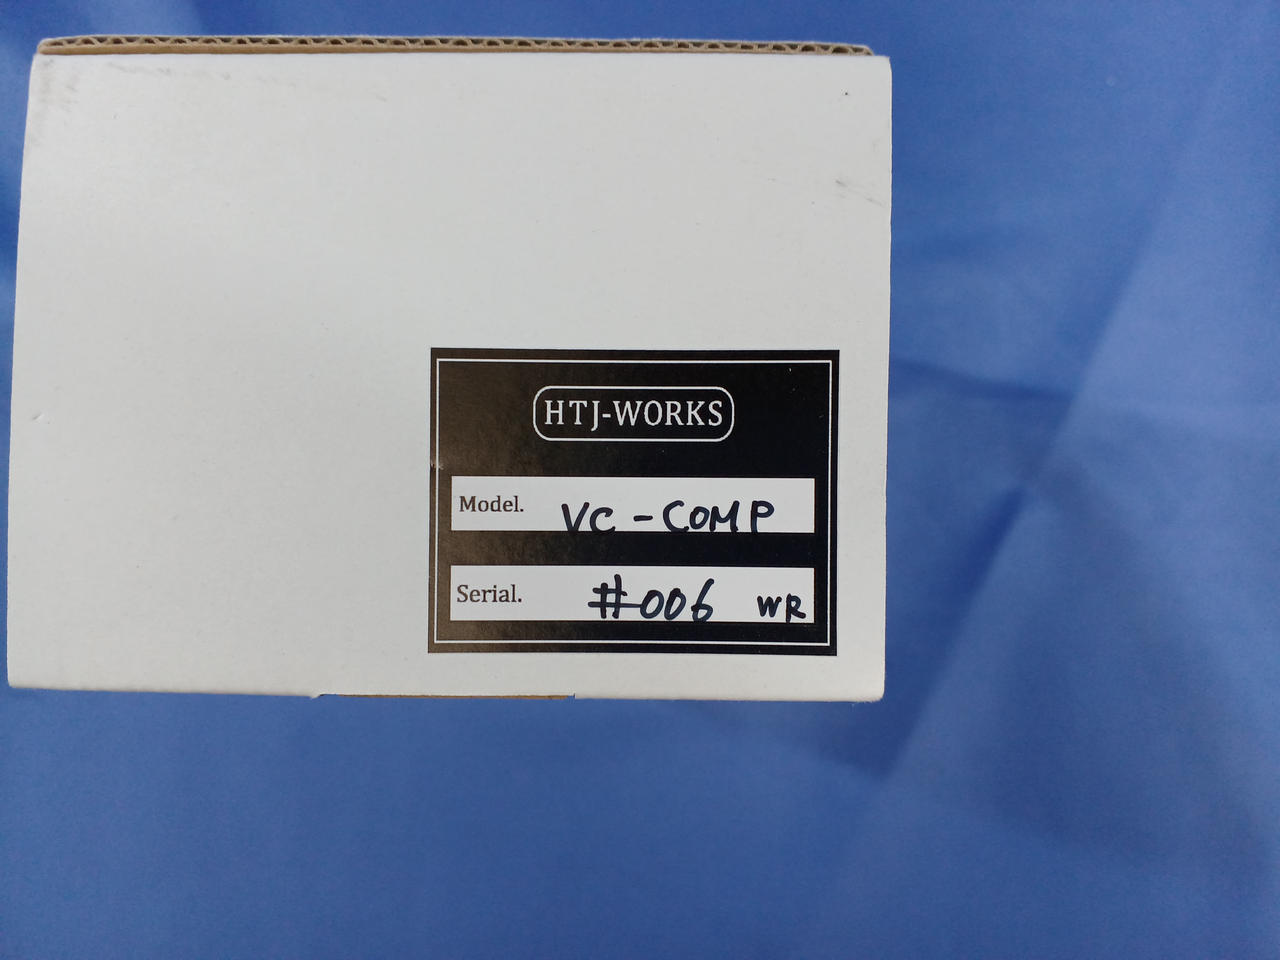 HTJ-WORKS
Model. VC-COMP
Serial. #006 WR